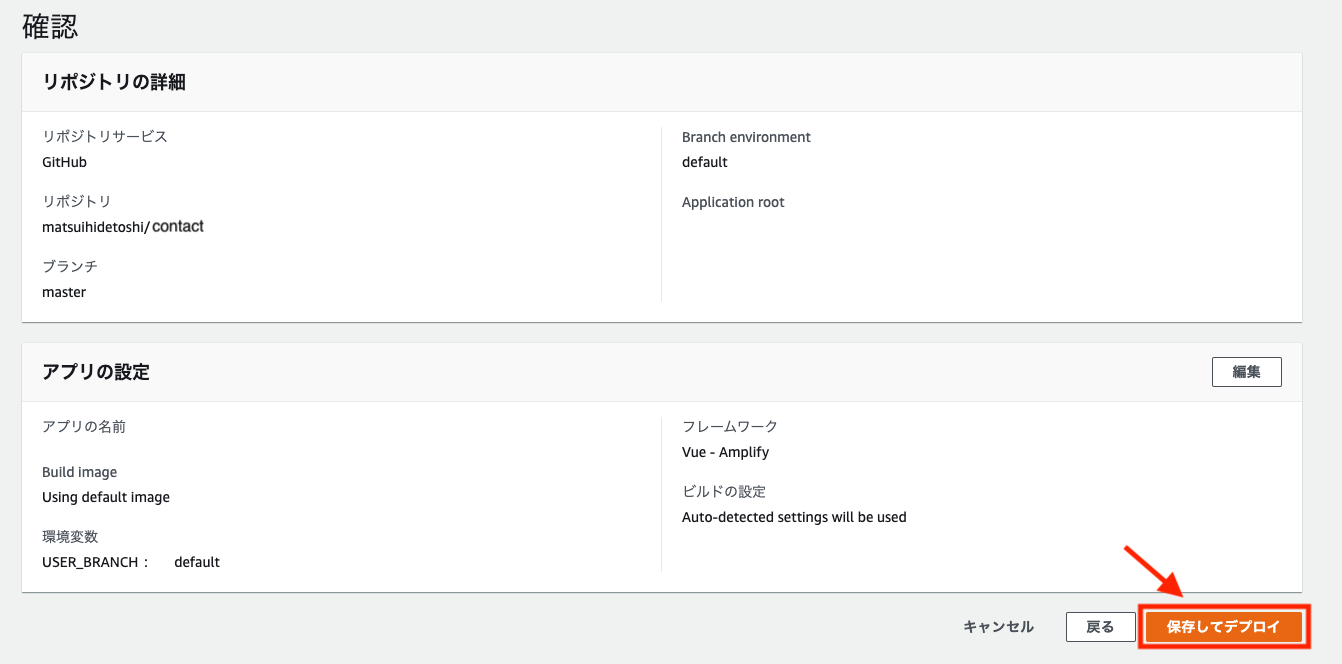 確認
リポジトリの詳細
リポジトリサービス
GitHub
リポジトリ
matsuihidetoshi/contact
ブランチ
master
Branch environment
default
Application root
アプリの設定
編集
アプリの名前
Build image
Using default image
環境変数
USER_BRANCH : default
フレームワーク
Vue - Amplify
ビルドの設定
Auto-detected settings will be used
キャンセル
戻る
保存してデプロイ